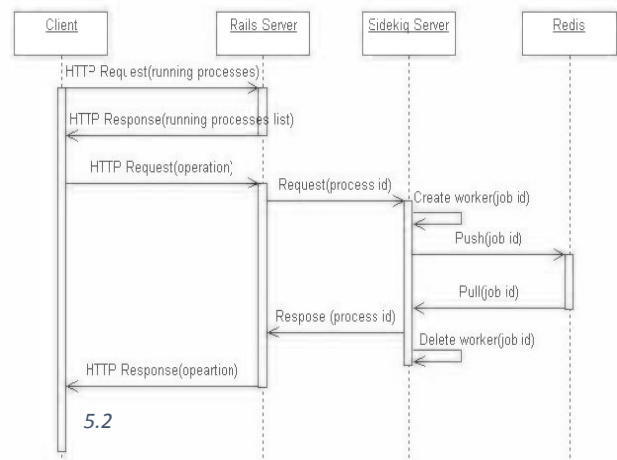 Client
Rails Server
Sidekiq Server
Redis
HTTP Request(running processes)
HTTP Response(running processes list)
HTTP Request(operation)
Request(process id)
Create worker(job id)
Push(job id)
Pull(job id)
Respose (process id)
Delete worker(job id)
HTTP Response(opeartion)
5.2